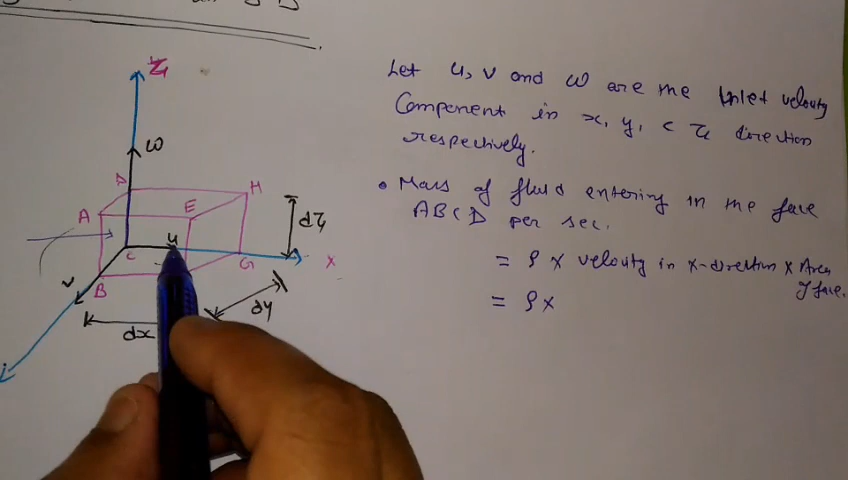 Z
ω
D
H
A
E
dz
u
C
G
x
v
B
dy
dx
Let u, v and ω are the Inlet velocity
Component in x, y, & z direction
respectively.
• Mass of fluid entering in the face
ABCD per sec.
= ρ x velocity in x-direction x Area
of face.
= ρ x